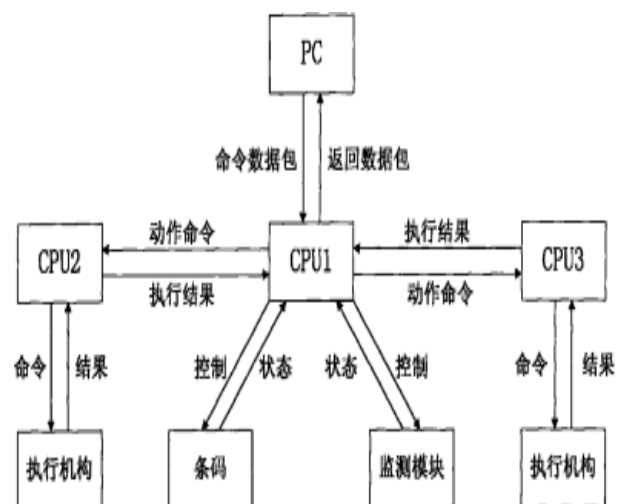 PC
命令数据包
返回数据包
动作命令
执行结果
CPU2
CPU1
CPU3
执行结果
动作命令
命令
结果
控制
状态
状态
控制
命令
结果
执行机构
条码
监测模块
执行机构